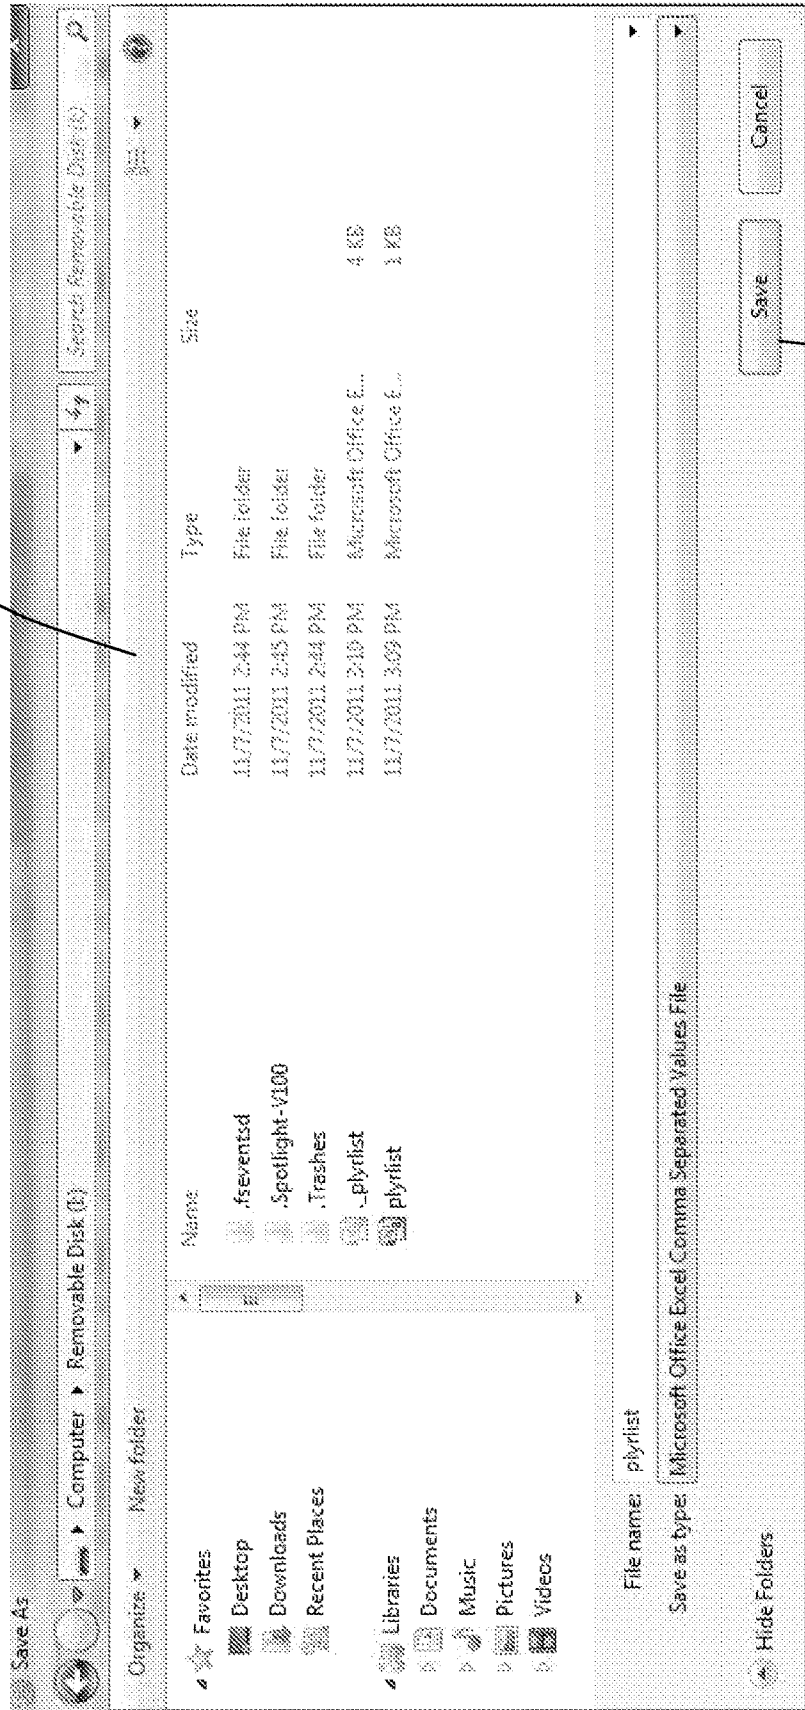 Save As
Computer ▸ Removable Disk (I:)
Search Removable Disk (I:)
Organize ▾ New folder
Favorites
Desktop
Downloads
Recent Places
Libraries
Documents
Music
Pictures
Videos
Name Date modified Type Size
.fseventsd 11/7/2011 2:44 PM File folder
.Spotlight-V100 11/7/2011 2:45 PM File folder
.Trashes 11/7/2011 2:44 PM File folder
._plyrlist 11/7/2011 3:10 PM Microsoft Office E... 4 KB
plyrlist 11/7/2011 3:09 PM Microsoft Office E... 1 KB
File name: plyrlist
Save as type: Microsoft Office Excel Comma Separated Values File
Hide Folders
Save Cancel